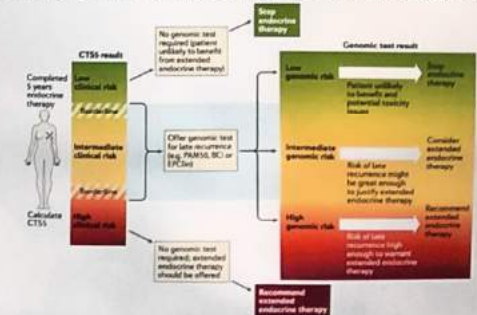 CTS5 result
Completed
5 years
endocrine
therapy
Calculate
CTS5
Low
clinical risk
Borderline
Intermediate
clinical risk
Borderline
High
clinical risk
No genomic test
required (patient
unlikely to benefit
from extended
endocrine therapy)
Stop
endocrine
therapy
Offer genomic test
for late recurrence
(e.g. PAM50, BCI or
EPClin)
No genomic test
required; extended
endocrine therapy
should be offered
Recommend
extended
endocrine therapy
Genomic test result
Low
genomic risk
Patient unlikely
to benefit and
potential toxicity
issues
Stop
endocrine
therapy
Intermediate
genomic risk
Risk of late
recurrence might
be great enough
to justify extended
endocrine therapy
Consider
extended
endocrine
therapy
High
genomic risk
Risk of late
recurrence high
enough to warrant
extended endocrine
therapy
Recommend
extended
endocrine
therapy